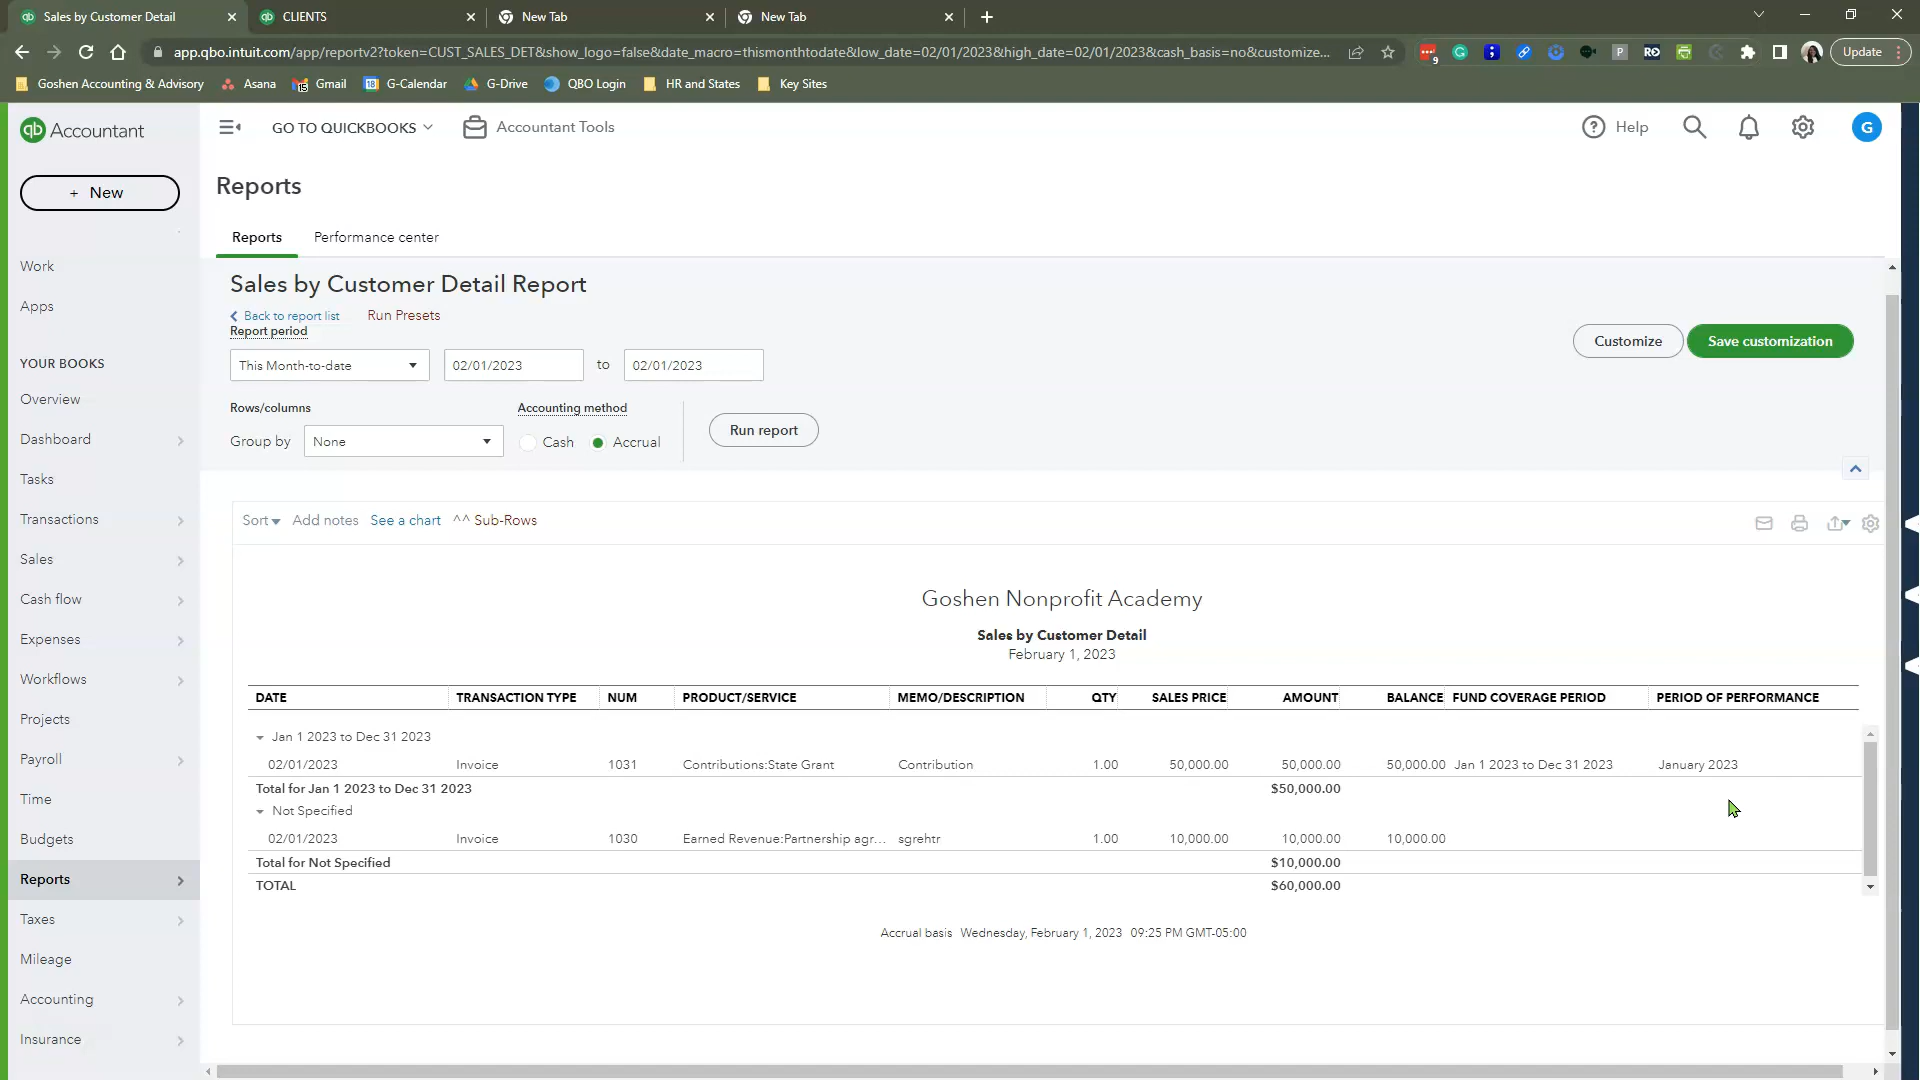 Sales by Customer Detail
CLIENTS
New Tab
New Tab
app.qbo.intuit.com/app/reportv2?token=CUST_SALES_DET&show_logo=false&date_macro=thismonthtodate&low_date=02/01/2023&high_date=02/01/2023&cash_basis=no&customize...
9
P
Update
Goshen Accounting & Advisory
Asana
15
Gmail
18
G-Calendar
G-Drive
QBO Login
HR and States
Key Sites
qb Accountant
GO TO QUICKBOOKS
Accountant Tools
? Help
G
+ New
Reports
Reports
Performance center
Work
Apps
YOUR BOOKS
Overview
Dashboard
Tasks
Transactions
Sales
Cash flow
Expenses
Workflows
Projects
Payroll
Time
Budgets
Reports
Taxes
Mileage
Accounting
Insurance
Sales by Customer Detail Report
Back to report list
Run Presets
Report period
This Month-to-date
02/01/2023
to
02/01/2023
Customize
Save customization
Rows/columns
Accounting method
Group by
None
Cash
Accrual
Run report
Sort
Add notes
See a chart
^^ Sub-Rows
Goshen Nonprofit Academy
Sales by Customer Detail
February 1, 2023
DATE TRANSACTION TYPE NUM PRODUCT/SERVICE MEMO/DESCRIPTION QTY SALES PRICE AMOUNT BALANCE FUND COVERAGE PERIOD PERIOD OF PERFORMANCE
Jan 1 2023 to Dec 31 2023
02/01/2023 Invoice 1031 Contributions:State Grant Contribution 1.00 50,000.00 50,000.00 50,000.00 Jan 1 2023 to Dec 31 2023 January 2023
Total for Jan 1 2023 to Dec 31 2023 $50,000.00
Not Specified
02/01/2023 Invoice 1030 Earned Revenue:Partnership agr... sgrehtr 1.00 10,000.00 10,000.00 10,000.00
Total for Not Specified $10,000.00
TOTAL $60,000.00
Accrual basis Wednesday, February 1, 2023 09:25 PM GMT-05:00